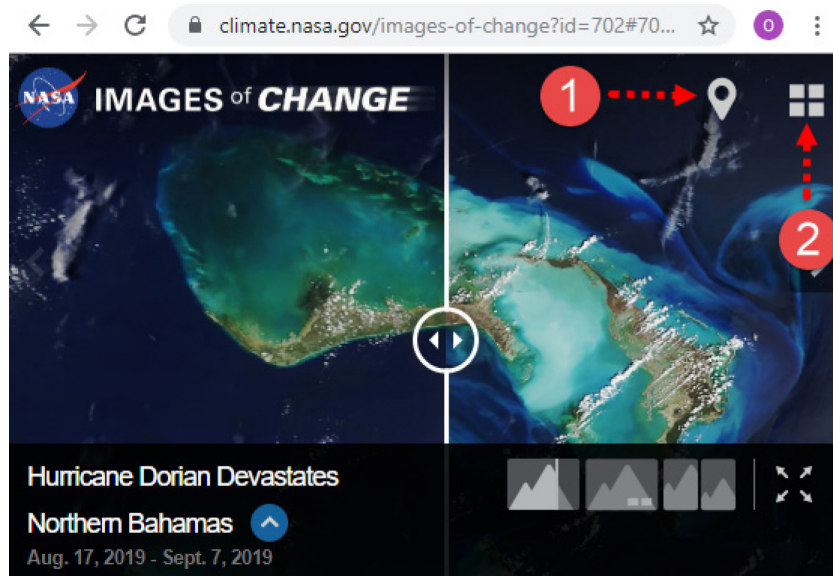 climate.nasa.gov/images-of-change?id=702#70...
O
NASA IMAGES of CHANGE
1
2
Hurricane Dorian Devastates
Northern Bahamas
Aug. 17, 2019 - Sept. 7, 2019